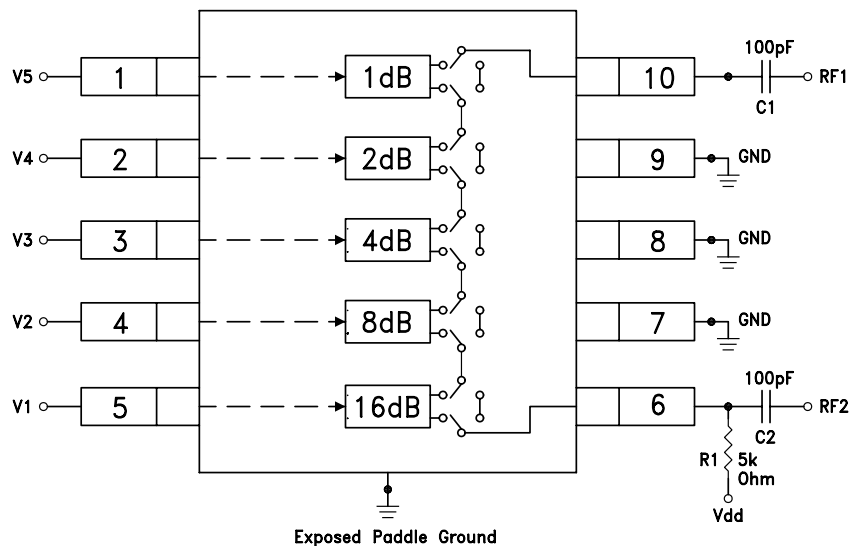 100pF
V5 1 1dB 10 RF1
C1
V4 2 2dB 9 GND
V3 3 4dB 8 GND
V2 4 8dB 7 GND
100pF
V1 5 16dB 6 RF2
C2
R1 5k
Ohm
Vdd
Exposed Paddle Ground